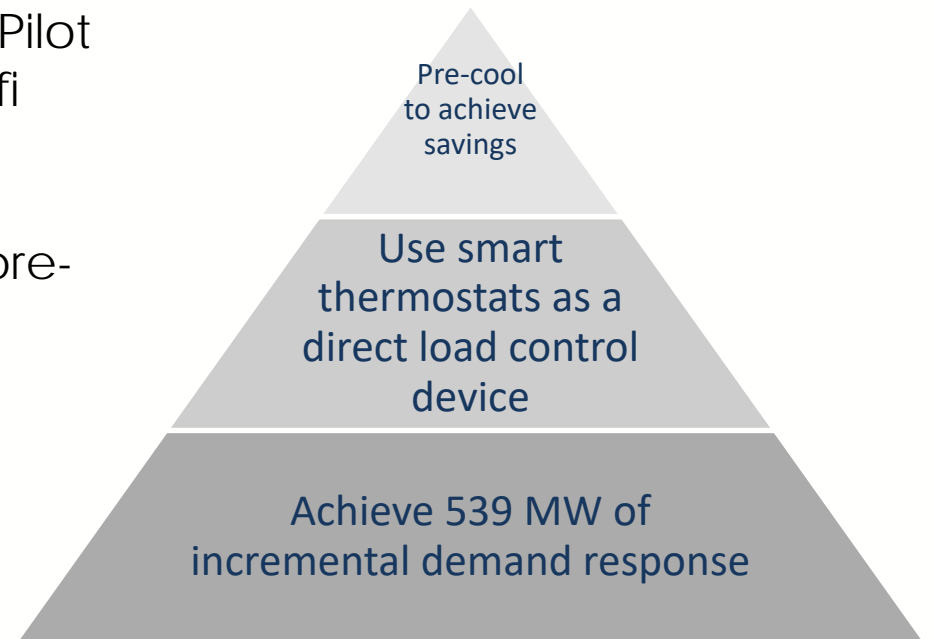 Pilot
fi
pre-
Pre-cool
to achieve
savings
Use smart
thermostats as a
direct load control
device
Achieve 539 MW of
incremental demand response